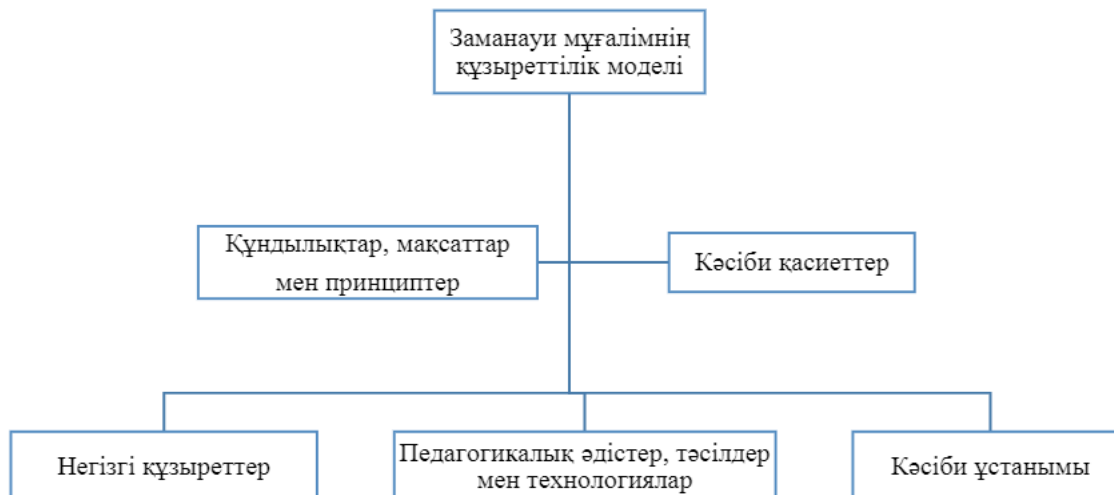 Заманауи мұғалімнің
құзыреттілік моделі
Құндылықтар, мақсаттар
мен принциптер
Кәсіби қасиеттер
Негізгі құзыреттер
Педагогикалық әдістер, тәсілдер
мен технологиялар
Кәсіби ұстанымы